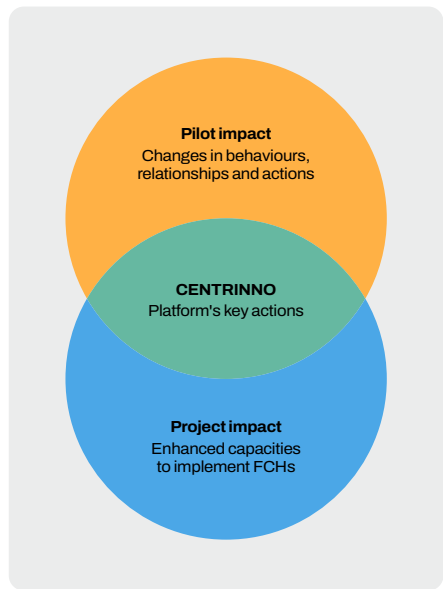 Pilot impact
Changes in behaviours,
relationships and actions
CENTRINNO
Platform's key actions
Project impact
Enhanced capacities
to implement FCHs